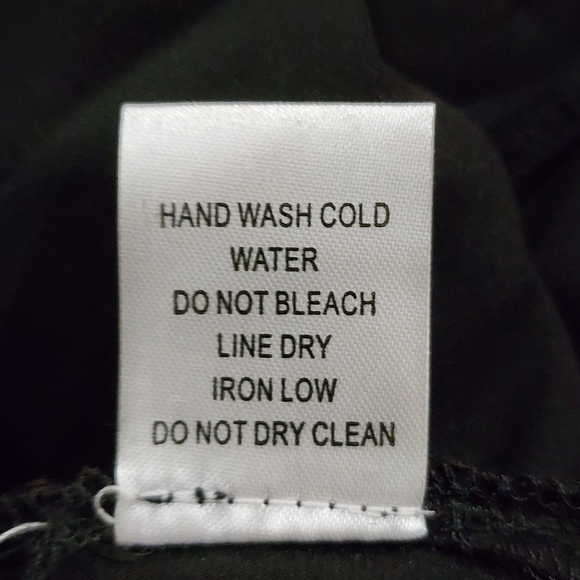 HAND WASH COLD
WATER
DO NOT BLEACH
LINE DRY
IRON LOW
DO NOT DRY CLEAN